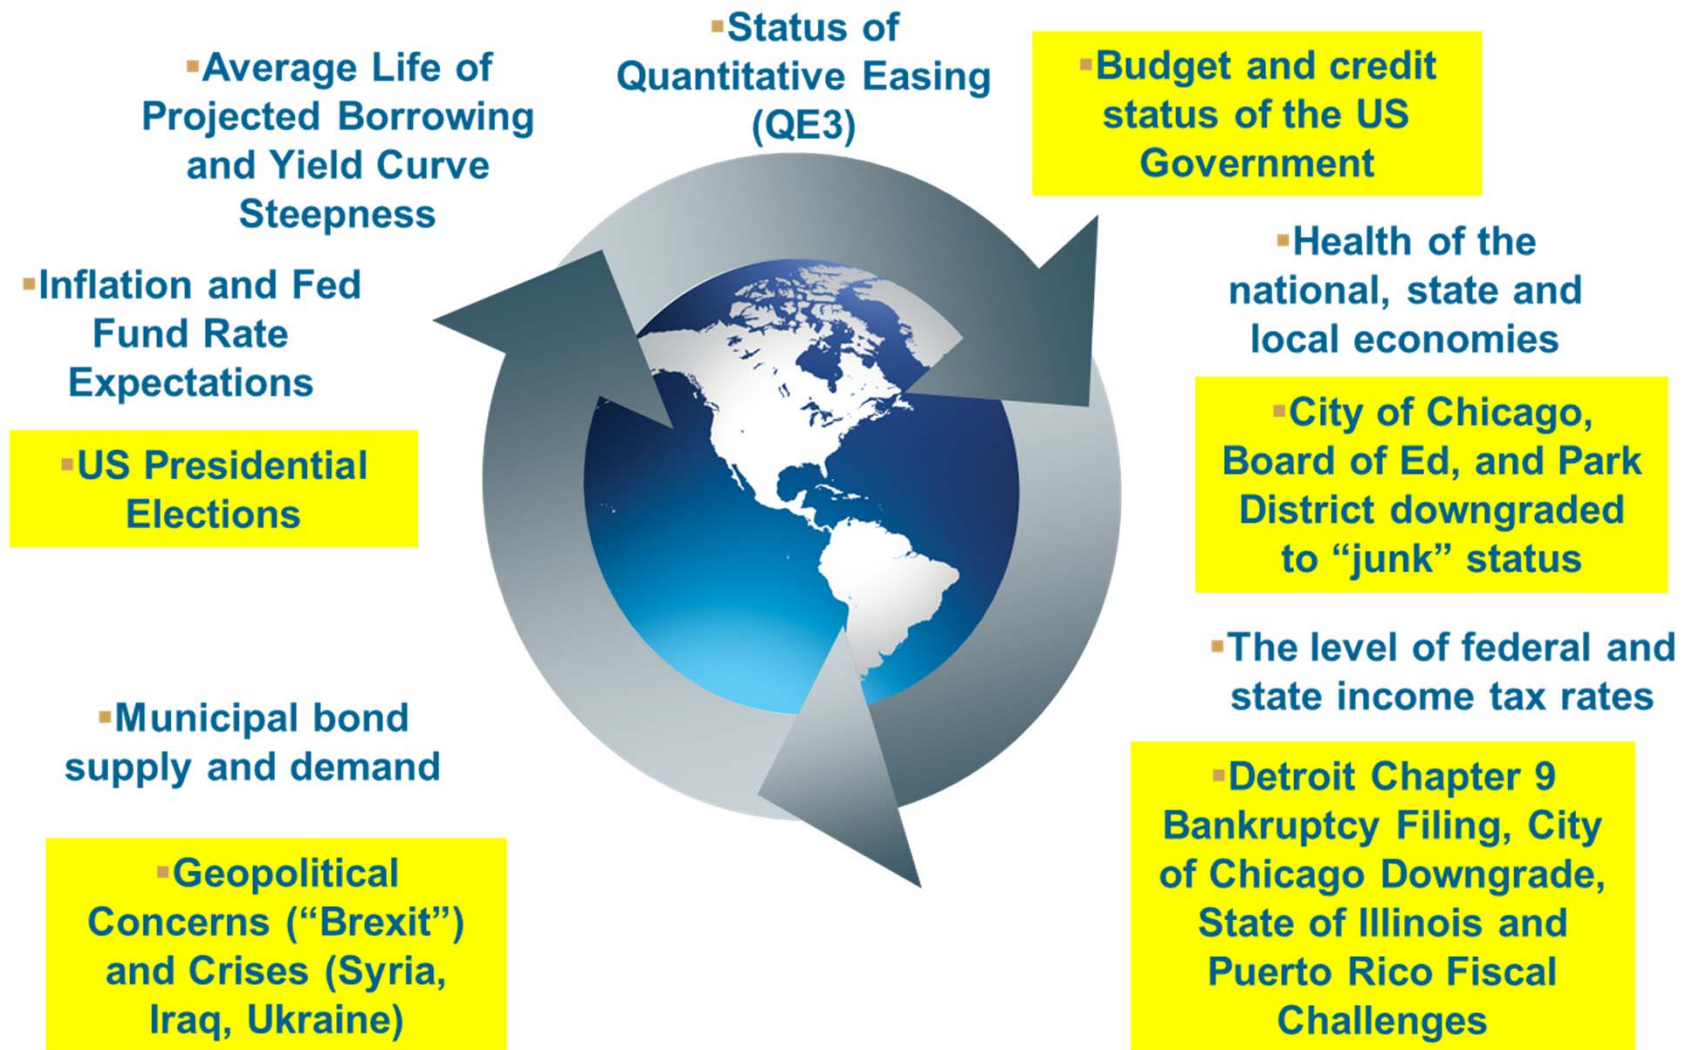 ▪Status of
Quantitative Easing
(QE3)
▪Budget and credit
status of the US
Government
▪Health of the
national, state and
local economies
▪City of Chicago,
Board of Ed, and Park
District downgraded
to “junk” status
▪The level of federal and
state income tax rates
▪Detroit Chapter 9
Bankruptcy Filing, City
of Chicago Downgrade,
State of Illinois and
Puerto Rico Fiscal
Challenges
▪Average Life of
Projected Borrowing
and Yield Curve
Steepness
▪Inflation and Fed
Fund Rate
Expectations
▪US Presidential
Elections
▪Municipal bond
supply and demand
▪Geopolitical
Concerns (“Brexit”)
and Crises (Syria,
Iraq, Ukraine)